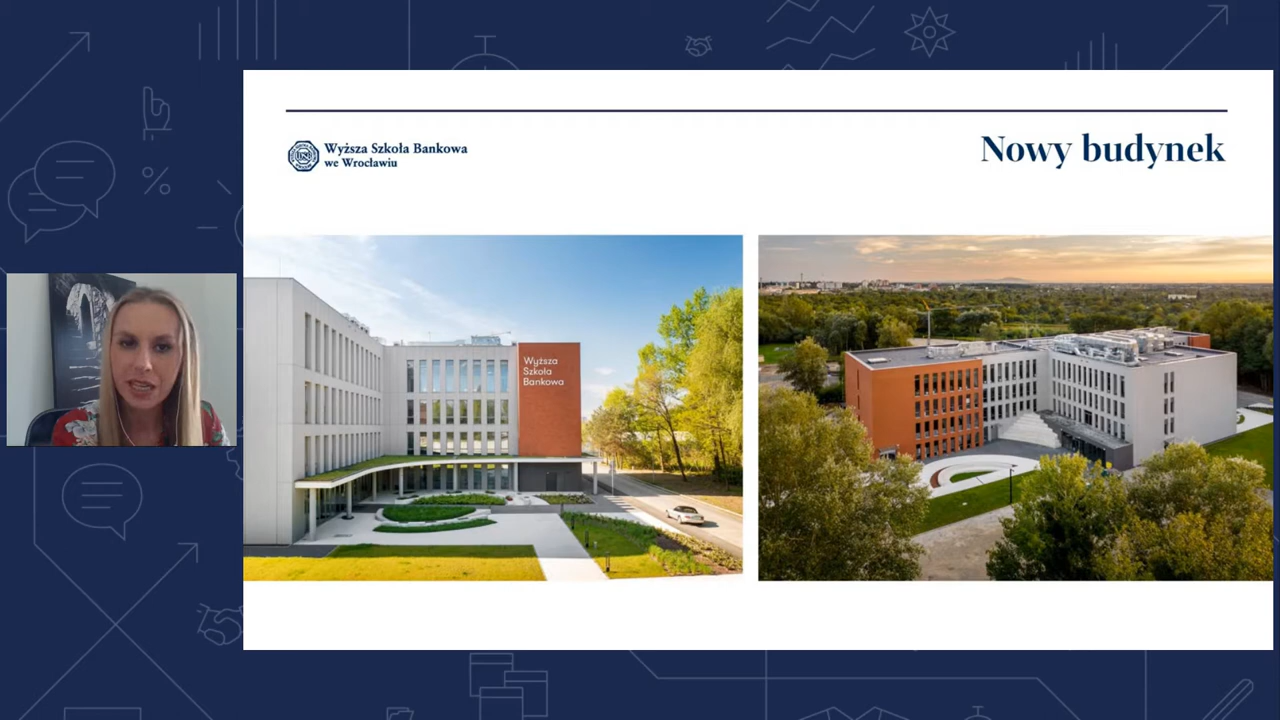 Wyższa Szkoła Bankowa
we Wrocławiu
Nowy budynek
Wyższa
Szkoła
Bankowa
%